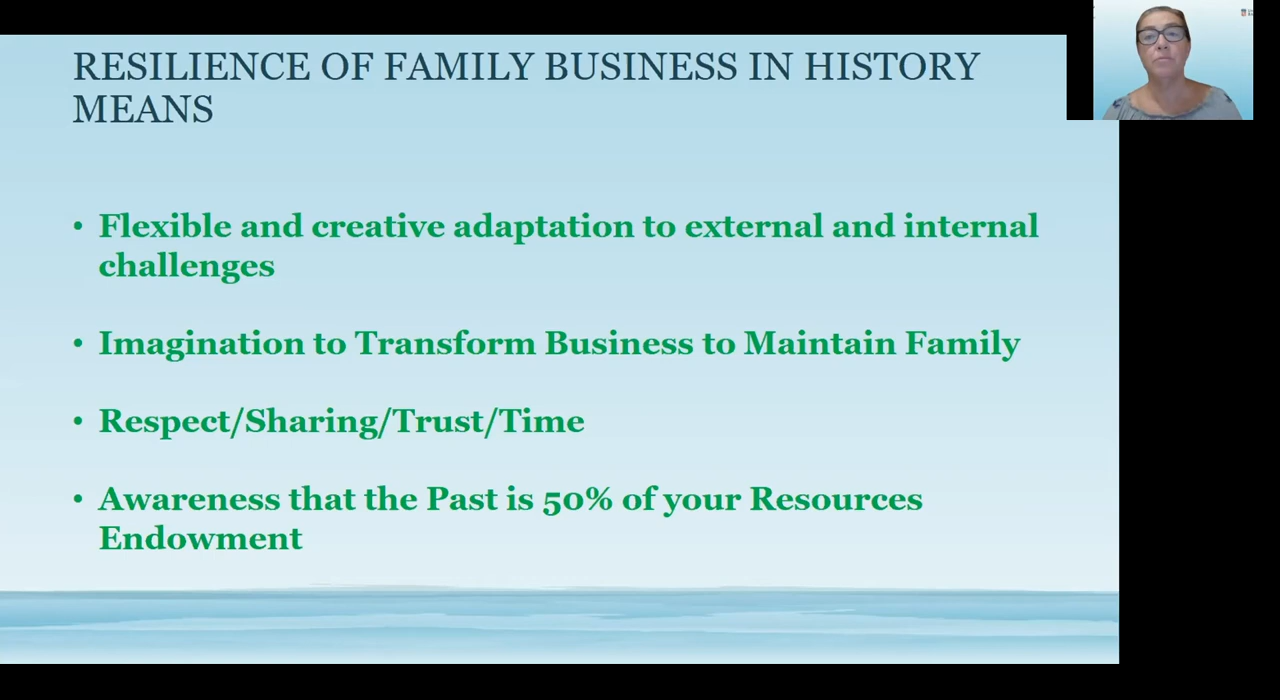 RESILIENCE OF FAMILY BUSINESS IN HISTORY
MEANS
• Flexible and creative adaptation to external and internal
challenges
• Imagination to Transform Business to Maintain Family
• Respect/Sharing/Trust/Time
• Awareness that the Past is 50% of your Resources
Endowment